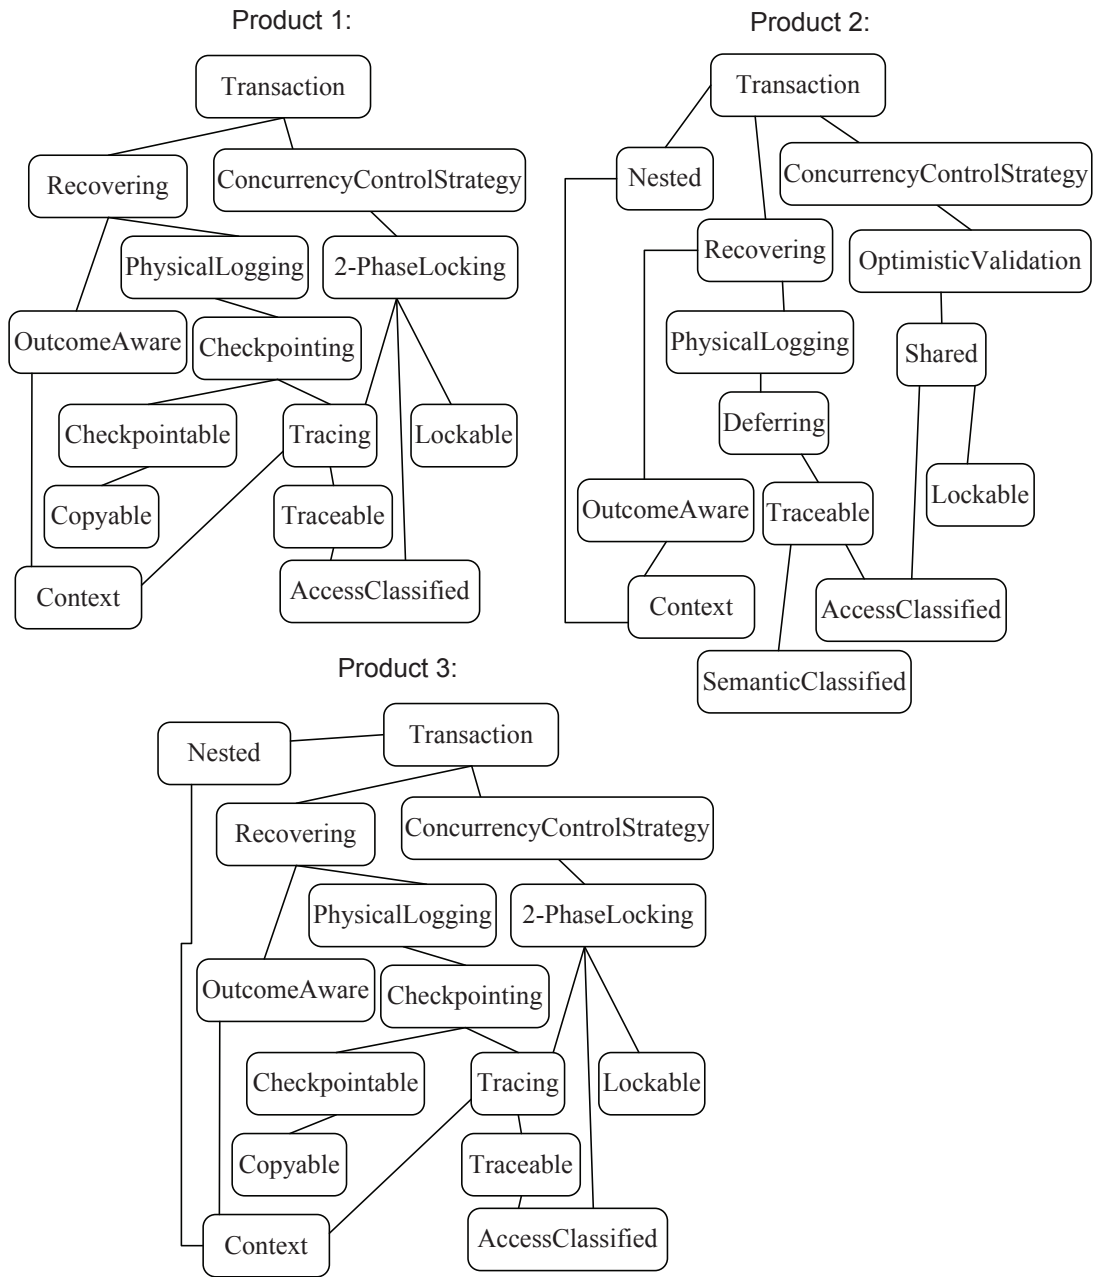 Product 1:
Transaction
Recovering
ConcurrencyControlStrategy
PhysicalLogging
2-PhaseLocking
OutcomeAware
Checkpointing
Checkpointable
Tracing
Lockable
Copyable
Traceable
Context
AccessClassified
Product 2:
Transaction
Nested
ConcurrencyControlStrategy
Recovering
OptimisticValidation
PhysicalLogging
Shared
Deferring
Lockable
OutcomeAware
Traceable
Context
AccessClassified
SemanticClassified
Product 3:
Nested
Transaction
Recovering
ConcurrencyControlStrategy
PhysicalLogging
2-PhaseLocking
OutcomeAware
Checkpointing
Checkpointable
Tracing
Lockable
Copyable
Traceable
Context
AccessClassified